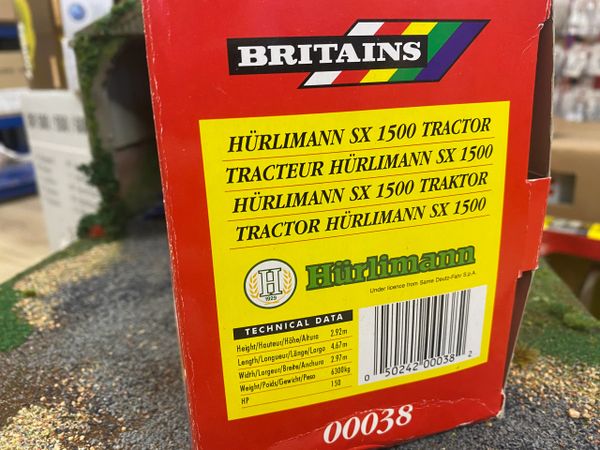 BRITAINS
HÜRLIMANN SX 1500 TRACTOR
TRACTEUR HÜRLIMANN SX 1500
HÜRLIMANN SX 1500 TRAKTOR
TRACTOR HÜRLIMANN SX 1500
H
1929
Hürlimann
Under licence from Same Deutz-Fahr S.p.A.
TECHNICAL DATA
Height/Hauteur/Höhe/Altura 2.92m
Length/Longueur/Länge/Largo 4.67m
Width/Largeur/Breite/Anchura 2.97m
Weight/Poids/Gewicht/Peso 6300kg
HP 150
0 50242 00038 2
00038